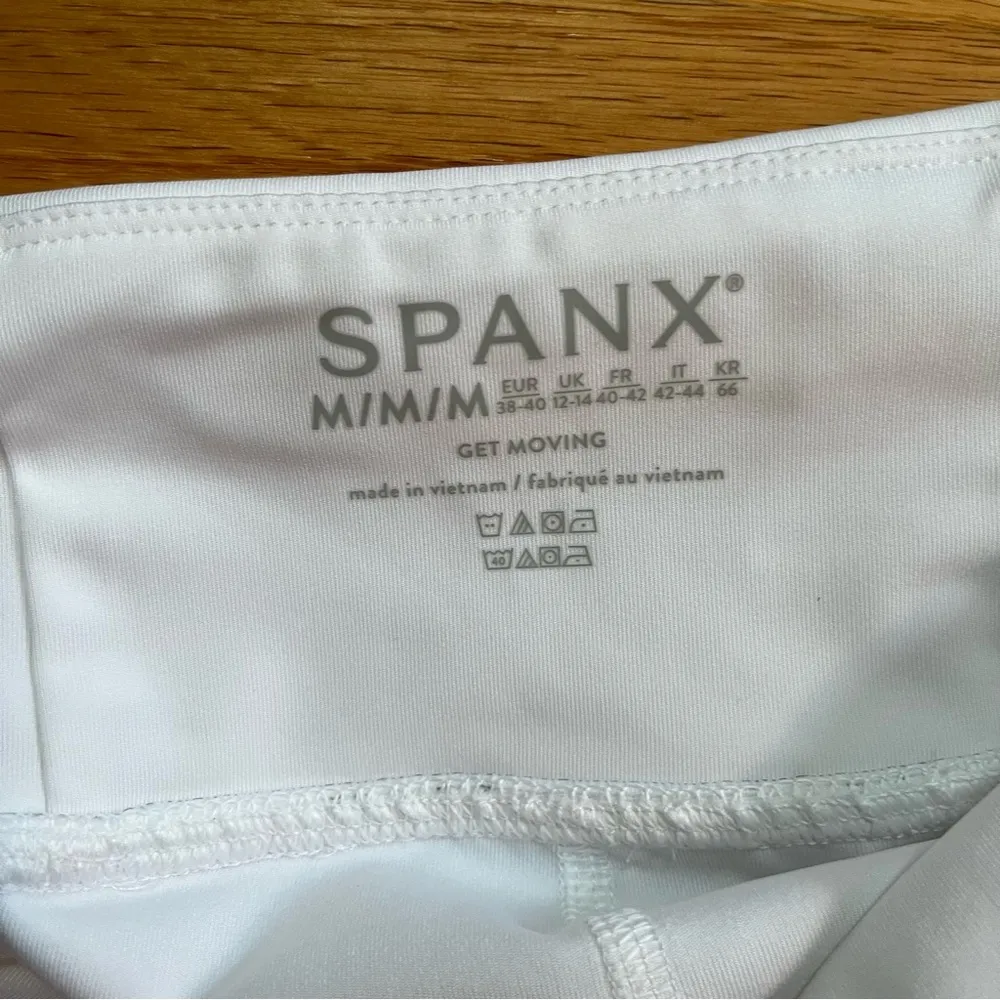 SPANX®
M/M/M EUR 38-40 UK 12-14 FR 40-42 IT 42-44 KR 66
GET MOVING
made in vietnam / fabriqué au vietnam
40